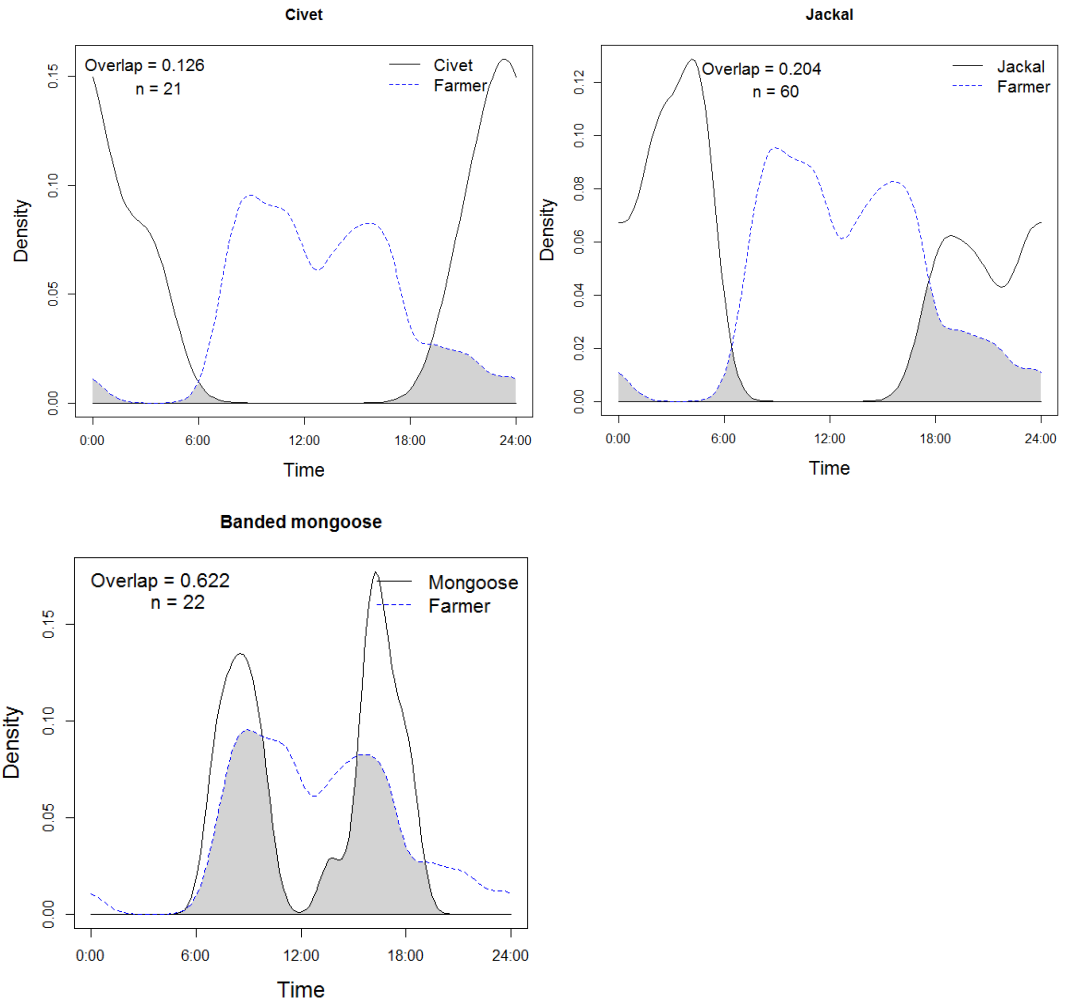 Civet
Overlap = 0.126
n = 21
Civet
Farmer
Density
0.15
0.10
0.05
0.00
0:00 6:00 12:00 18:00 24:00
Time
Jackal
Overlap = 0.204
n = 60
Jackal
Farmer
Density
0.12
0.10
0.08
0.06
0.04
0.02
0.00
0:00 6:00 12:00 18:00 24:00
Time
Banded mongoose
Overlap = 0.622
n = 22
Mongoose
Farmer
Density
0.15
0.10
0.05
0.00
0:00 6:00 12:00 18:00 24:00
Time